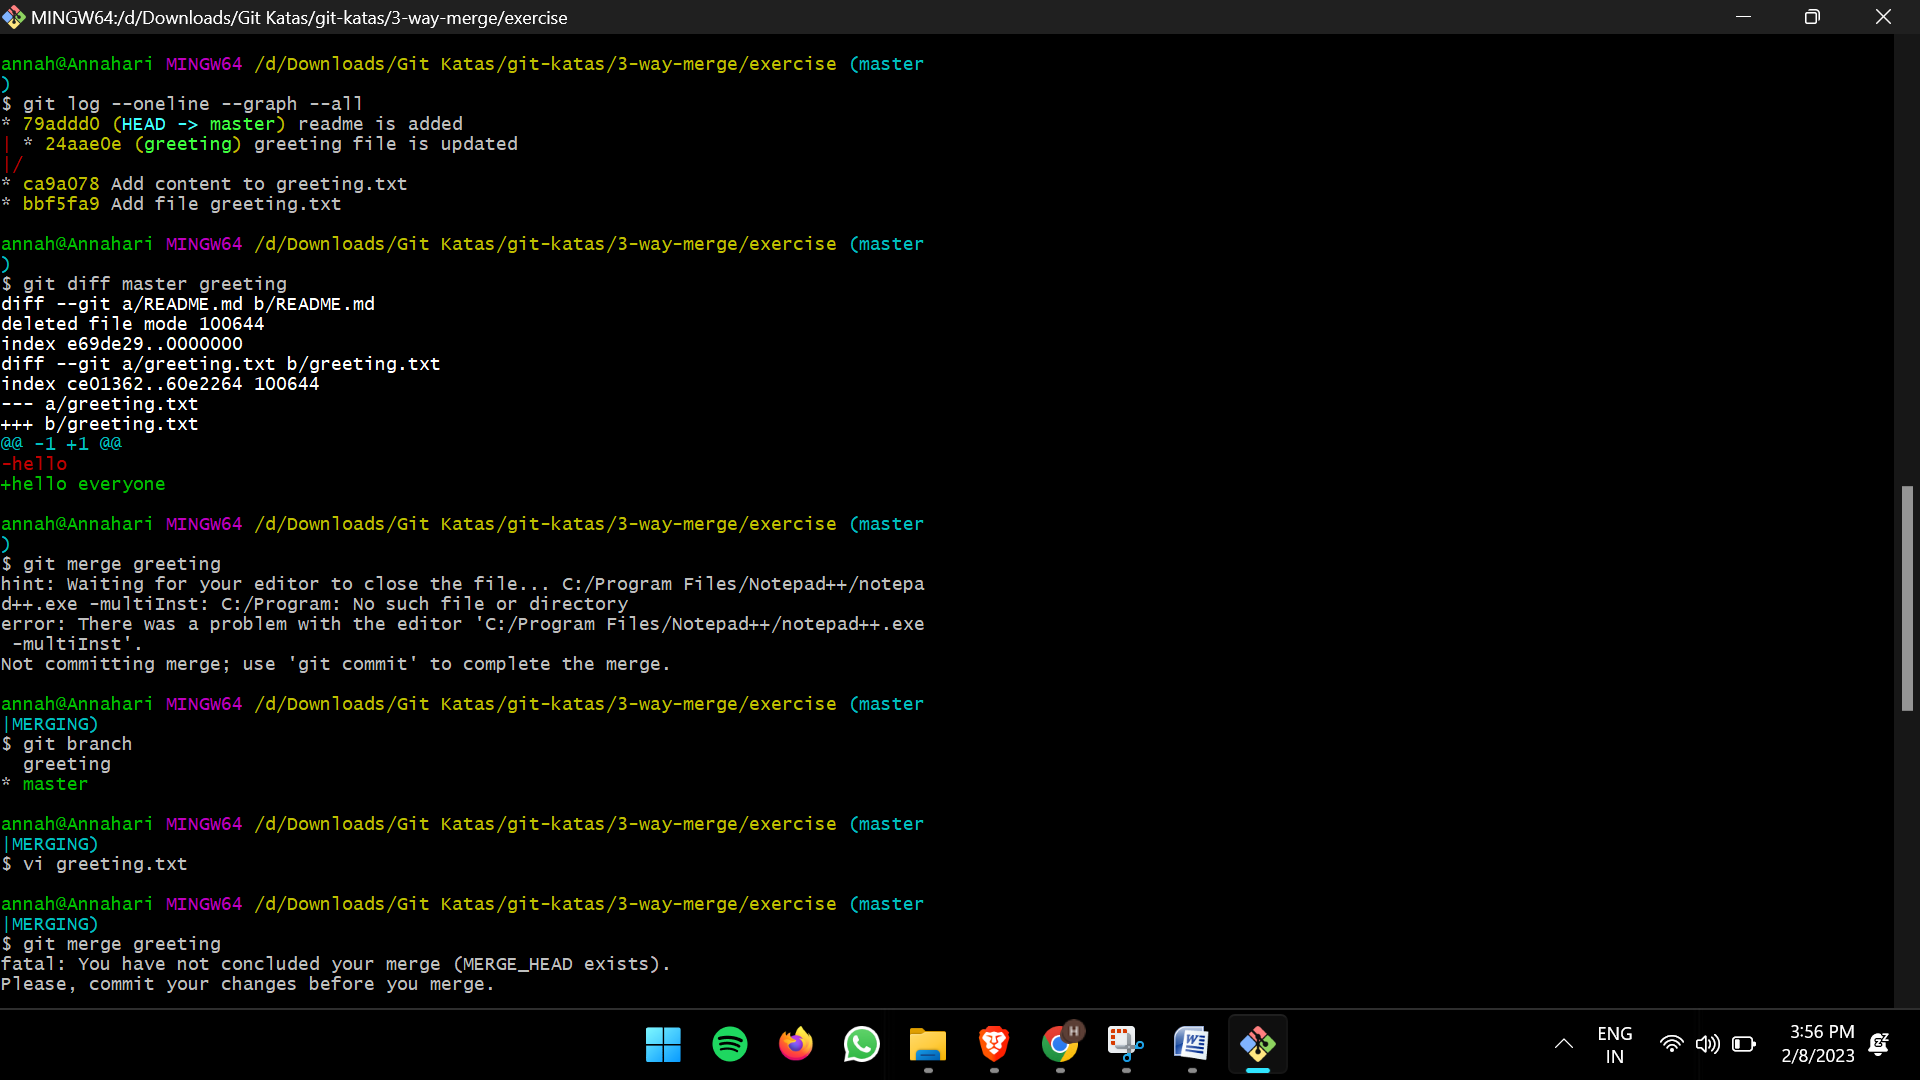 MINGW64:/d/Downloads/Git Katas/git-katas/3-way-merge/exercise
annah@Annahari MINGW64 /d/Downloads/Git Katas/git-katas/3-way-merge/exercise (master
)
$ git log --oneline --graph --all
* 79addd0 (HEAD -> master) readme is added
| * 24aae0e (greeting) greeting file is updated
|/
* ca9a078 Add content to greeting.txt
* bbf5fa9 Add file greeting.txt
annah@Annahari MINGW64 /d/Downloads/Git Katas/git-katas/3-way-merge/exercise (master
)
$ git diff master greeting
diff --git a/README.md b/README.md
deleted file mode 100644
index e69de29..0000000
diff --git a/greeting.txt b/greeting.txt
index ce01362..60e2264 100644
--- a/greeting.txt
+++ b/greeting.txt
@@ -1 +1 @@
-hello
+hello everyone
annah@Annahari MINGW64 /d/Downloads/Git Katas/git-katas/3-way-merge/exercise (master
)
$ git merge greeting
hint: Waiting for your editor to close the file... C:/Program Files/Notepad++/notepa
d++.exe -multiInst: C:/Program: No such file or directory
error: There was a problem with the editor 'C:/Program Files/Notepad++/notepad++.exe
 -multiInst'.
Not committing merge; use 'git commit' to complete the merge.
annah@Annahari MINGW64 /d/Downloads/Git Katas/git-katas/3-way-merge/exercise (master
|MERGING)
$ git branch
  greeting
* master
annah@Annahari MINGW64 /d/Downloads/Git Katas/git-katas/3-way-merge/exercise (master
|MERGING)
$ vi greeting.txt
annah@Annahari MINGW64 /d/Downloads/Git Katas/git-katas/3-way-merge/exercise (master
|MERGING)
$ git merge greeting
fatal: You have not concluded your merge (MERGE_HEAD exists).
Please, commit your changes before you merge.
H
W
ENG
IN
3:56 PM
2/8/2023